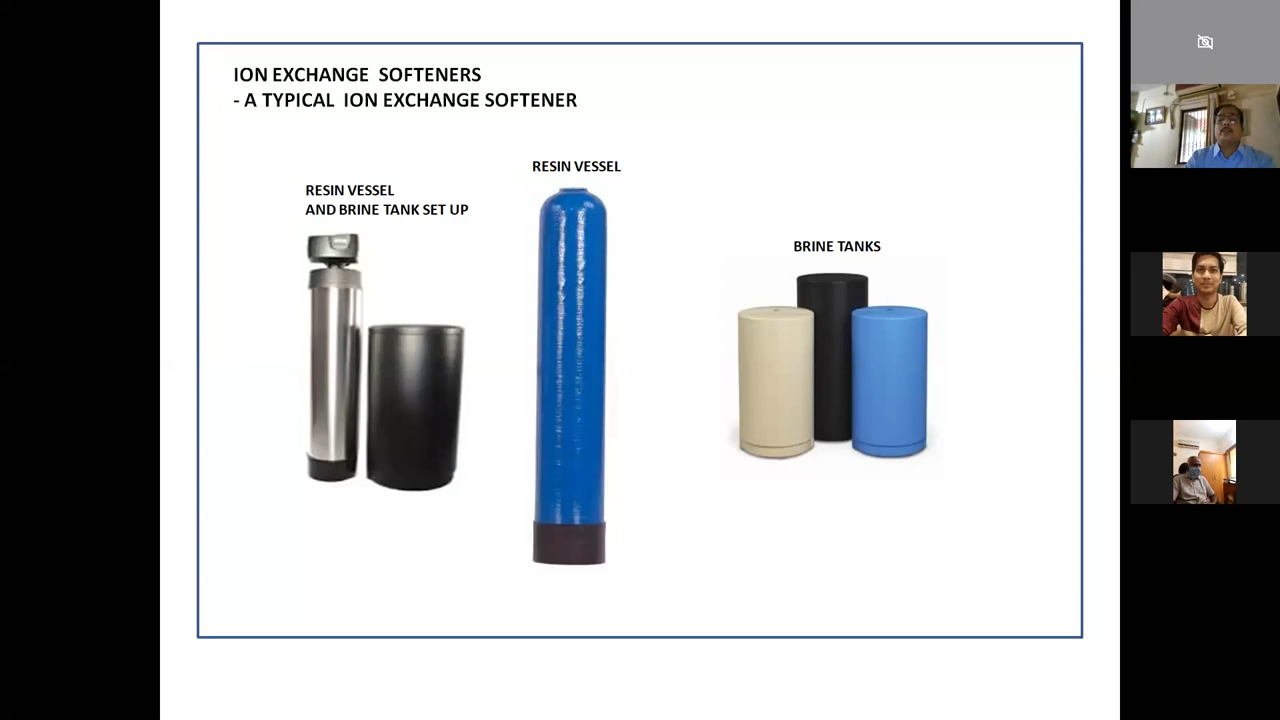 ION EXCHANGE SOFTENERS
- A TYPICAL ION EXCHANGE SOFTENER
RESIN VESSEL
RESIN VESSEL
AND BRINE TANK SET UP
BRINE TANKS